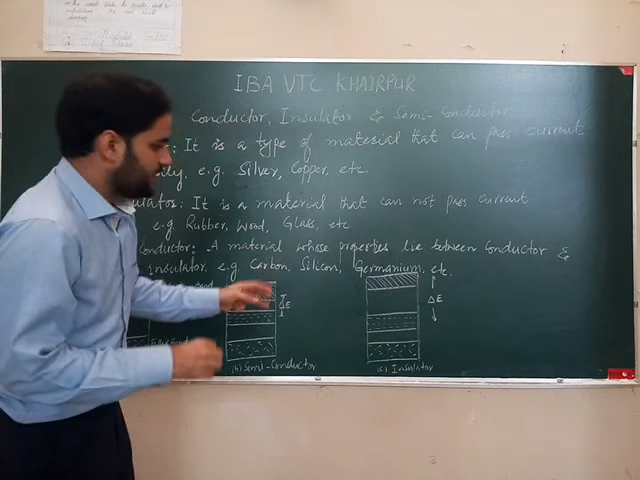 IBA VTC KHAIRPUR
Conductor, Insulator & Semi-Conductor
: It is a type of material that can pass current
ily. e.g. Silver, Copper, etc.
ulator: It is a material that can not pass current
e.g Rubber, Wood, Glass, etc
Conductor: A material whose properties lie between Conductor &
insulator. e.g. Carbon, Silicon, Germanium, etc.
ΔE
ΔE
(b) Semi-Conductor
(c) Insulator